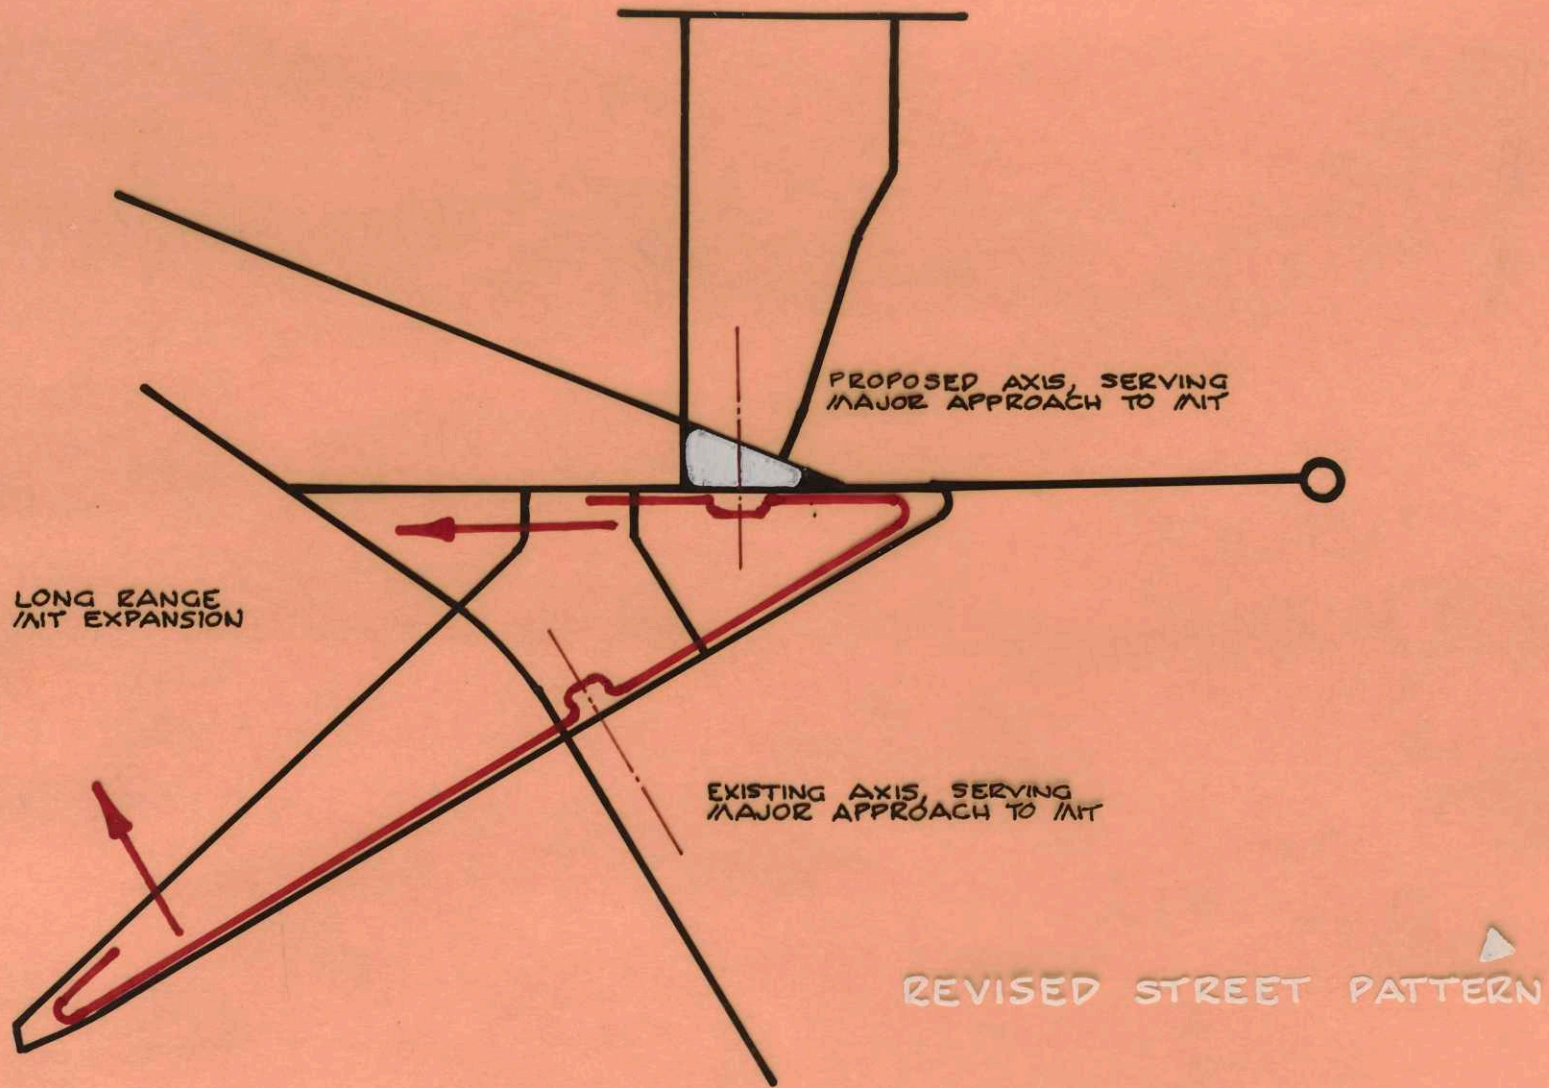 PROPOSED AXIS, SERVING
MAJOR APPROACH TO MIT
LONG RANGE
MIT EXPANSION
EXISTING AXIS, SERVING
MAJOR APPROACH TO MIT
REVISED STREET PATTERN